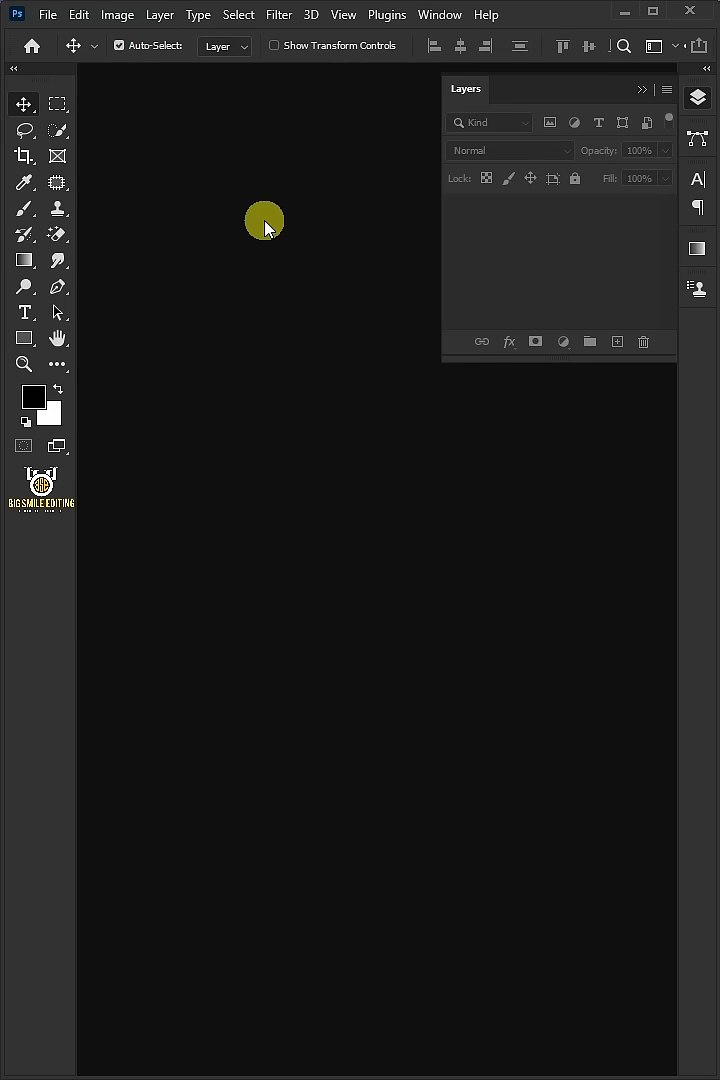 Ps File Edit Image Layer Type Select Filter 3D View Plugins Window Help
Auto-Select: Layer Show Transform Controls
Layers
Kind
Normal Opacity: 100%
Lock: Fill: 100%
BIG SMILE EDITING